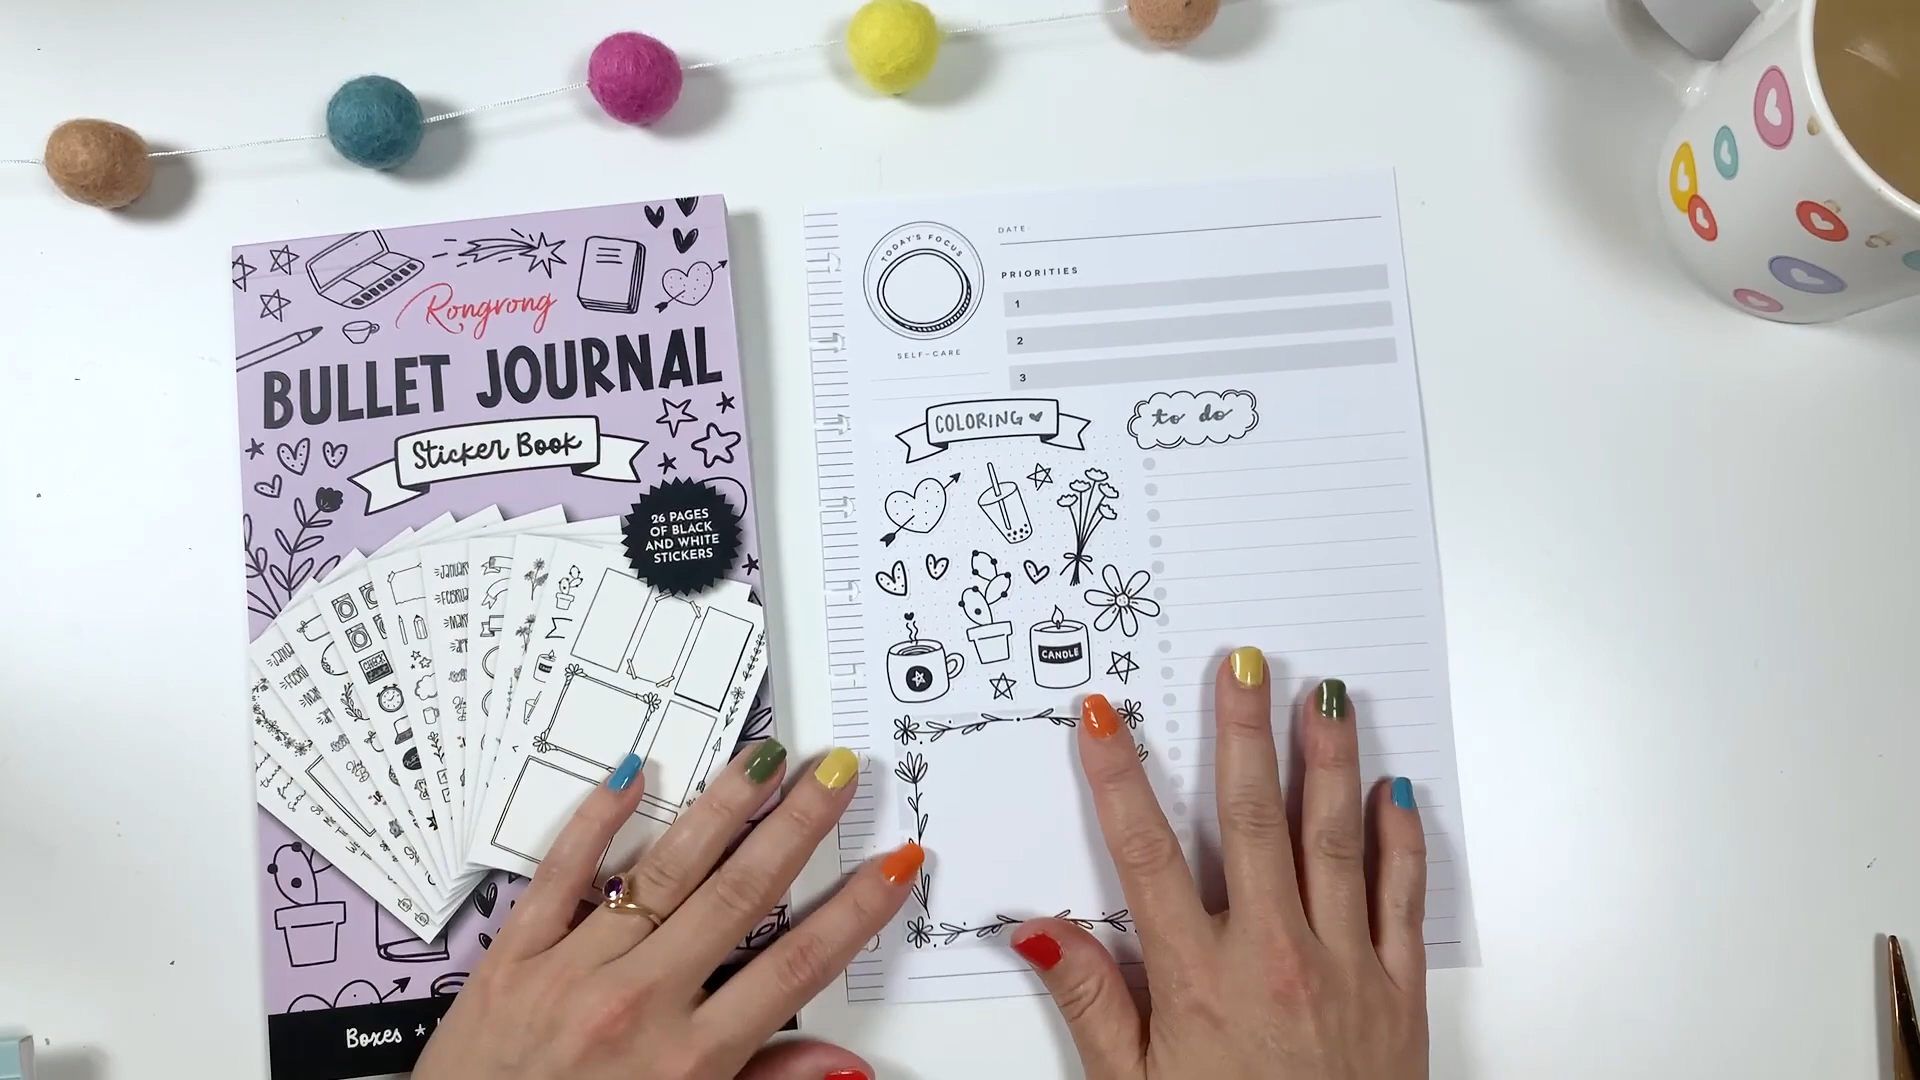 Rongrong
BULLET JOURNAL
Sticker Book
26 PAGES
OF BLACK
AND WHITE
STICKERS
Boxes *
TODAY'S FOCUS
SELF-CARE
DATE
PRIORITIES
1
2
3
COLORING
to do
CANDLE